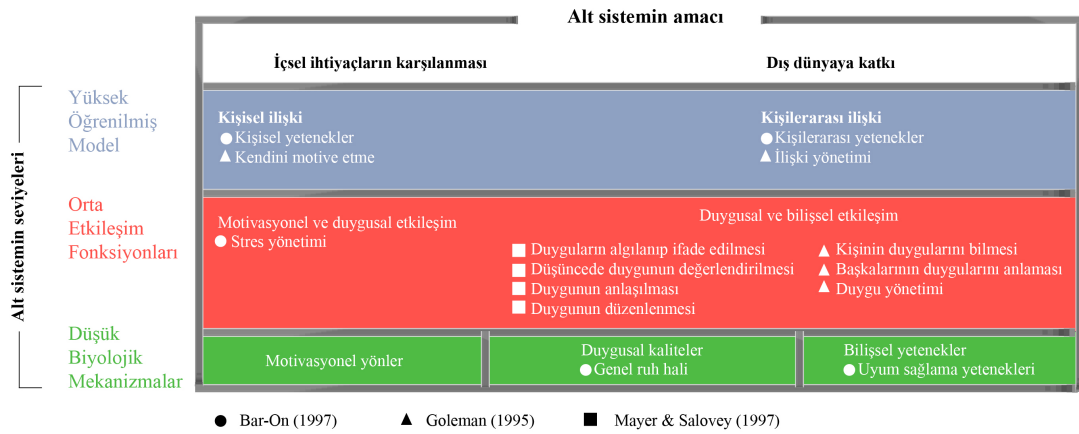 Alt sistemin amacı
İçsel ihtiyaçların karşılanması
Dış dünyaya katkı
Alt sistemin seviyeleri
Yüksek
Öğrenilmiş
Model
Kişisel ilişki
Kişisel yetenekler
Kendini motive etme
Kişilerarası ilişki
Kişilerarası yetenekler
İlişki yönetimi
Orta
Etkileşim
Fonksiyonları
Motivasyonel ve duygusal etkileşim
Stres yönetimi
Duygusal ve bilişsel etkileşim
Duyguların algılanıp ifade edilmesi
Düşüncede duygunun değerlendirilmesi
Duygunun anlaşılması
Duygunun düzenlenmesi
Kişinin duygularını bilmesi
Başkalarının duygularını anlaması
Duygu yönetimi
Düşük
Biyolojik
Mekanizmalar
Motivasyonel yönler
Duygusal kaliteler
Genel ruh hali
Bilişsel yetenekler
Uyum sağlama yetenekleri
Bar-On (1997)
Goleman (1995)
Mayer & Salovey (1997)